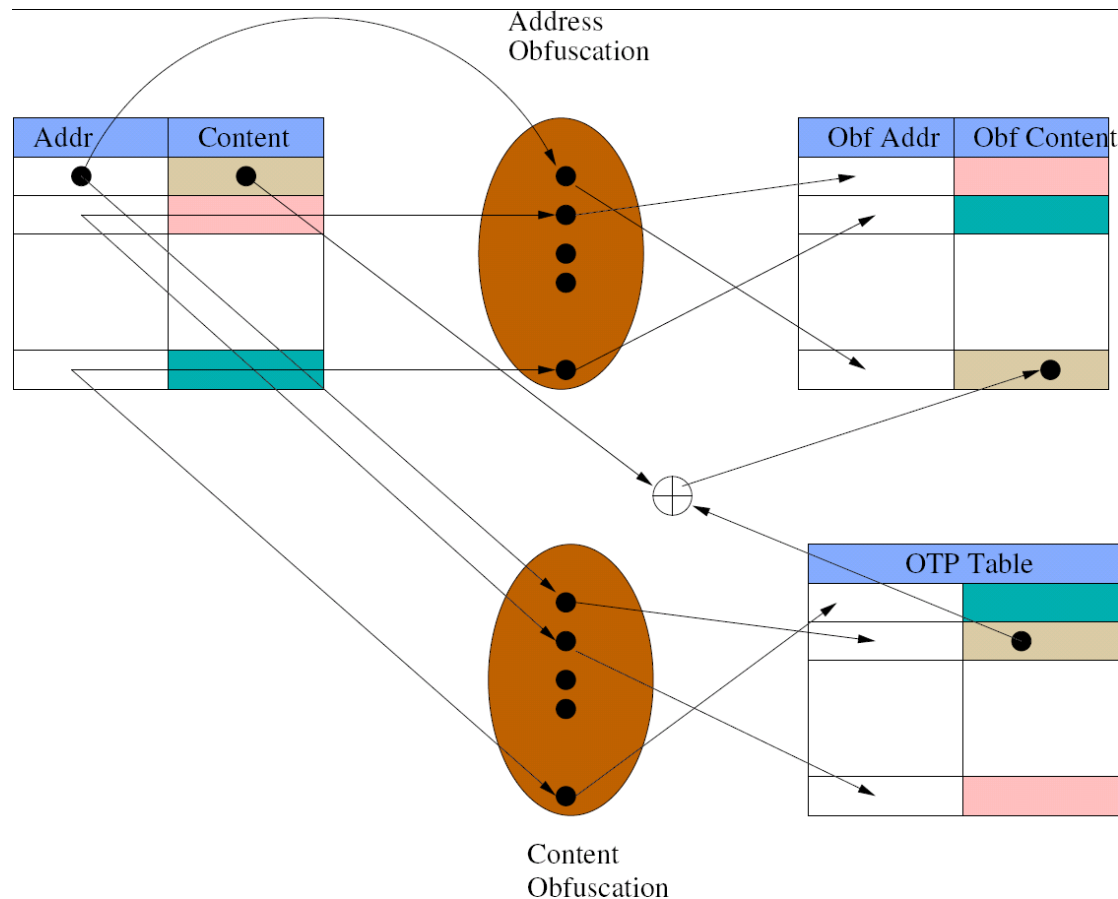 Address
Obfuscation
Addr Content
Obf Addr Obf Content
OTP Table
Content
Obfuscation